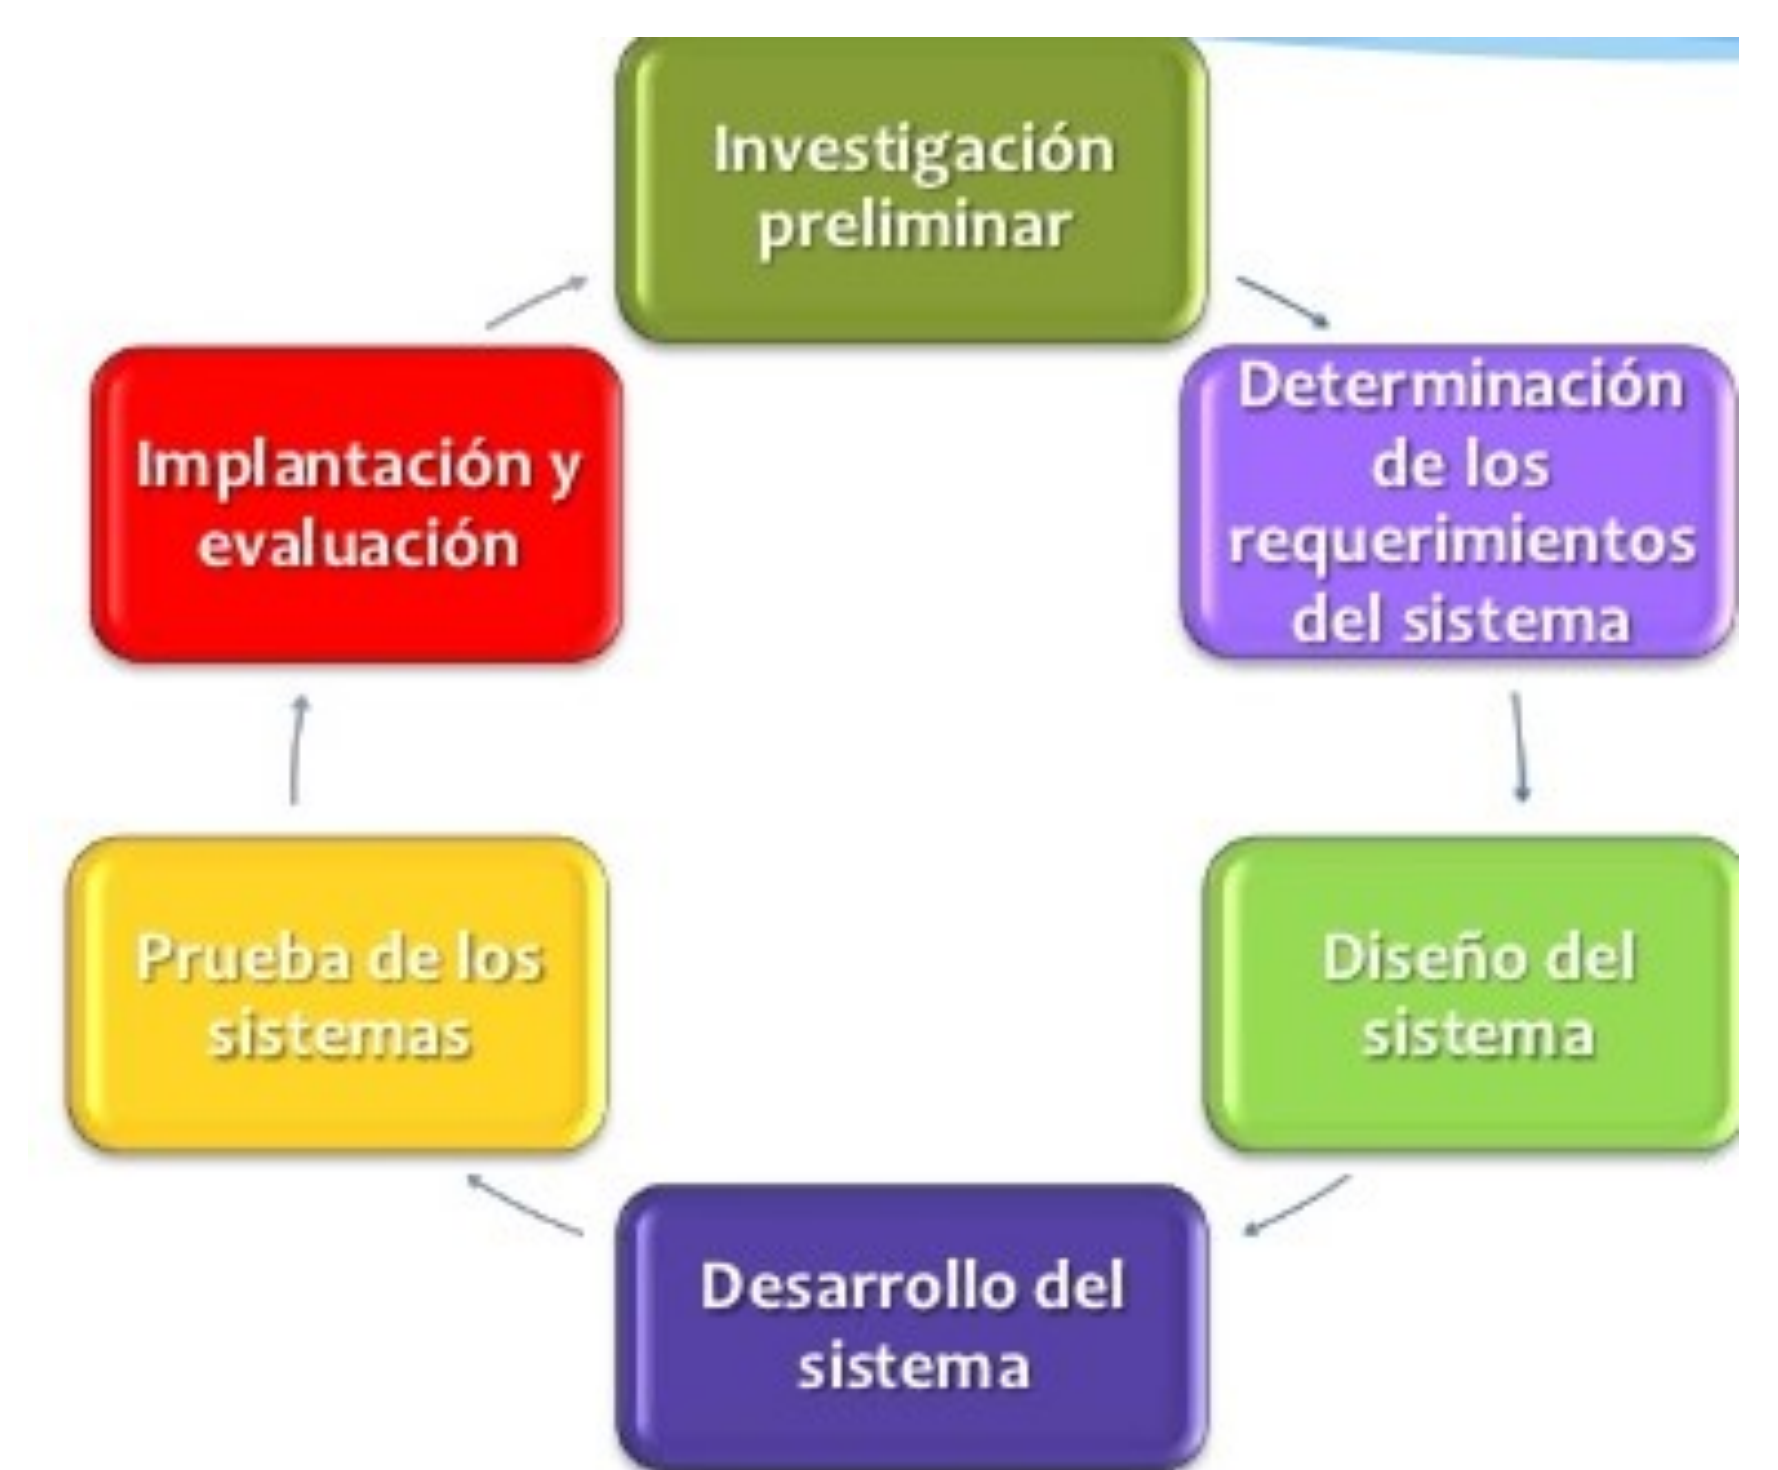 Investigación
preliminar
Determinación
de los
requerimientos
del sistema
Diseño del
sistema
Desarrollo del
sistema
Prueba de los
sistemas
Implantación y
evaluación